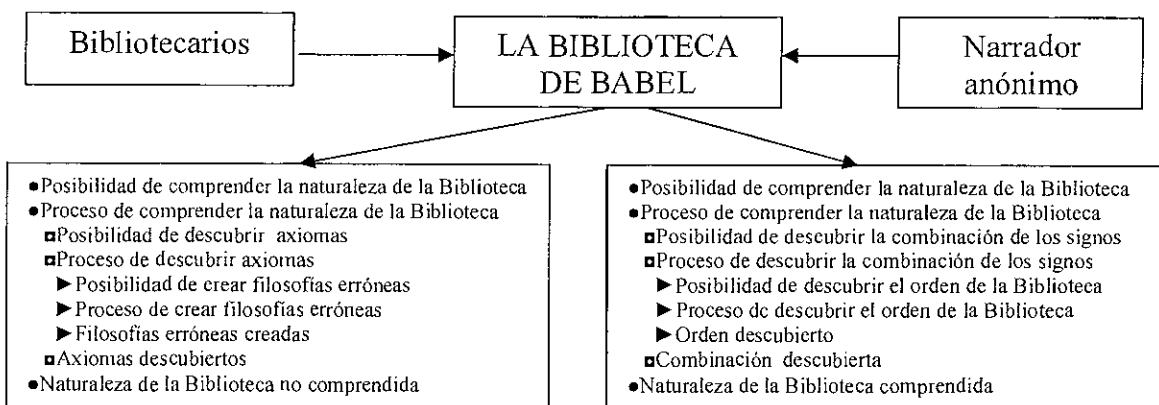 Bibliotecarios
LA BIBLIOTECA
DE BABEL
Narrador
anónimo
●Posibilidad de comprender la naturaleza de la Biblioteca
●Proceso de comprender la naturaleza de la Biblioteca
◘Posibilidad de descubrir axiomas
◘Proceso de descubrir axiomas
►Posibilidad de crear filosofías erróneas
►Proceso de crear filosofías erróneas
►Filosofías erróneas creadas
◘Axiomas descubiertos
●Naturaleza de la Biblioteca no comprendida
●Posibilidad de comprender la naturaleza de la Biblioteca
●Proceso de comprender la naturaleza de la Biblioteca
◘Posibilidad de descubrir la combinación de los signos
◘Proceso de descubrir la combinación de los signos
►Posibilidad de descubrir el orden de la Biblioteca
►Proceso de descubrir el orden de la Biblioteca
►Orden descubierto
◘Combinación descubierta
●Naturaleza de la Biblioteca comprendida